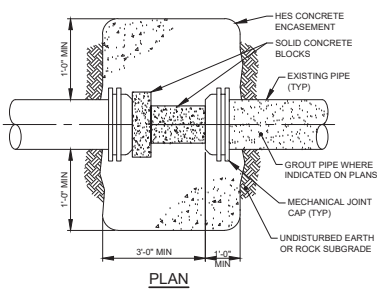 HES CONCRETE
ENCASEMENT
SOLID CONCRETE
BLOCKS
EXISTING PIPE
(TYP)
GROUT PIPE WHERE
INDICATED ON PLANS
MECHANICAL JOINT
CAP (TYP)
UNDISTURBED EARTH
OR ROCK SUBGRADE
1'-0" MIN
1'-0" MIN
3'-0" MIN
1'-0"
MIN
PLAN